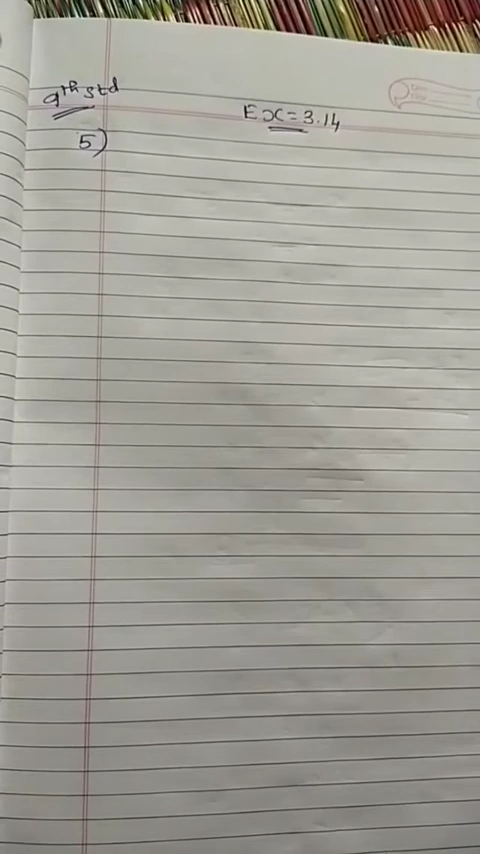 9th std
Ex = 3.14
5)